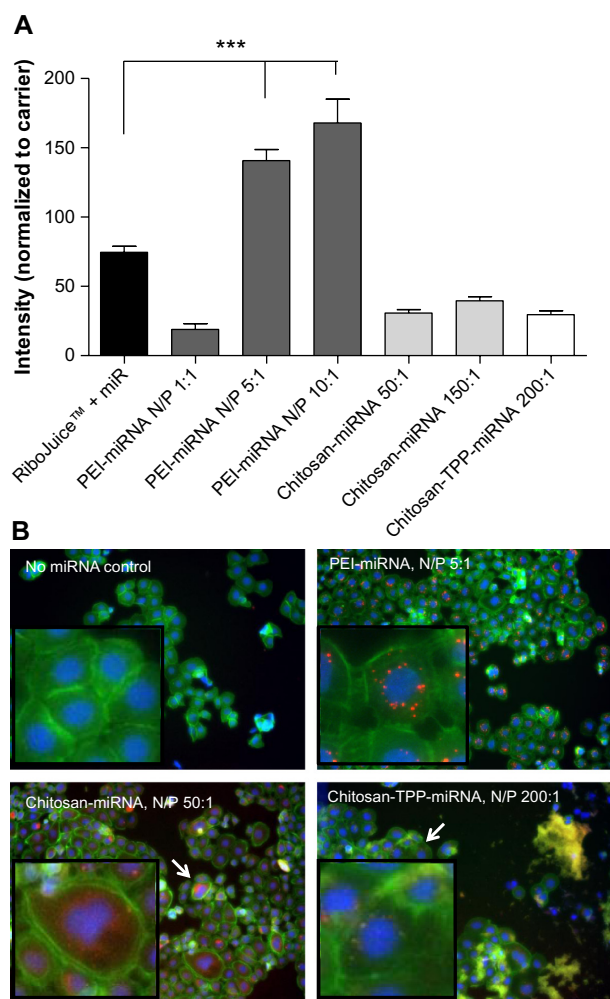 A
***
Intensity (normalized to carrier)
200
150
100
50
0
RiboJuice™ + miR
PEI-miRNA N/P 1:1
PEI-miRNA N/P 5:1
PEI-miRNA N/P 10:1
Chitosan-miRNA 50:1
Chitosan-miRNA 150:1
Chitosan-TPP-miRNA 200:1
B
No miRNA control
PEI-miRNA, N/P 5:1
Chitosan-miRNA, N/P 50:1
Chitosan-TPP-miRNA, N/P 200:1